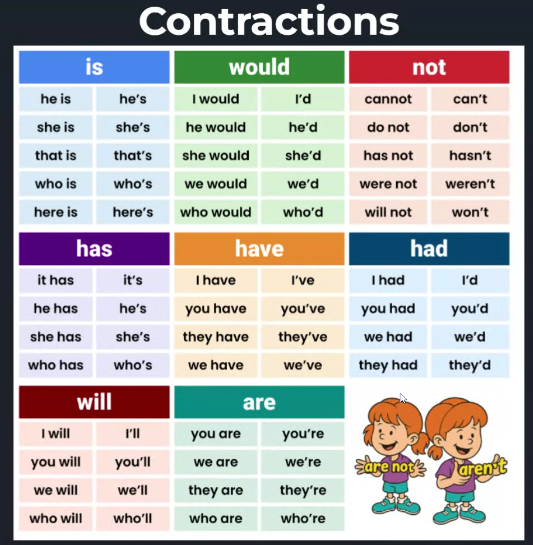 Contractions
is would not
he is he's I would I'd cannot can't
she is she's he would he'd do not don't
that is that's she would she'd has not hasn't
who is who's we would we'd were not weren't
here is here's who would who'd will not won't
has have had
it has it's I have I've I had I'd
he has he's you have you've you had you'd
she has she's they have they've we had we'd
who has who's we have we've they had they'd
will are
I will I'll you are you're
you will you'll we are we're
we will we'll they are they're
who will who'll who are who're
are not aren't